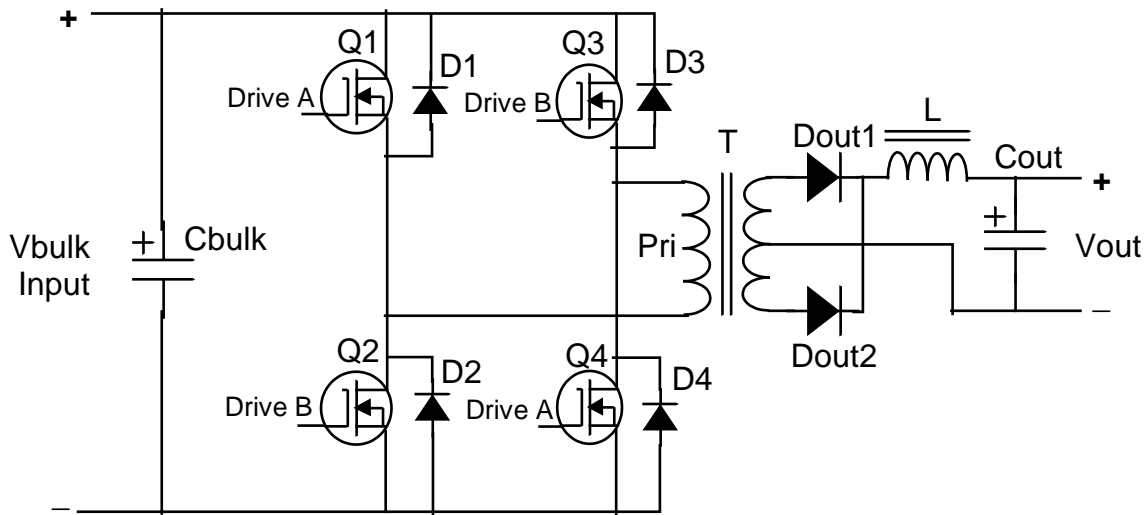 +
Q1
D1
Drive A
Q3
D3
Drive B
T
Dout1
L
Cout
+
+
Vbulk
Input
+
Cbulk
Pri
Vout
Q2
D2
Drive B
Q4
D4
Drive A
Dout2
–
–